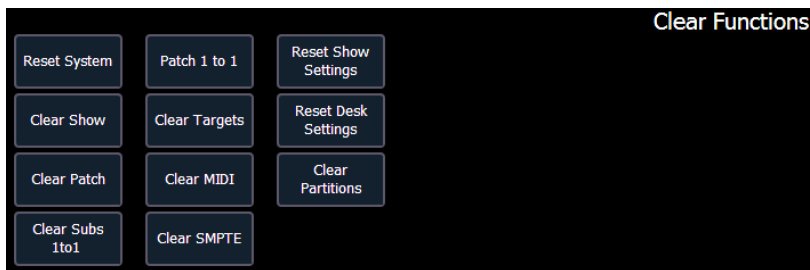 Clear Functions
Reset System
Patch 1 to 1
Reset Show
Settings
Clear Show
Clear Targets
Reset Desk
Settings
Clear Patch
Clear MIDI
Clear
Partitions
Clear Subs
1to1
Clear SMPTE